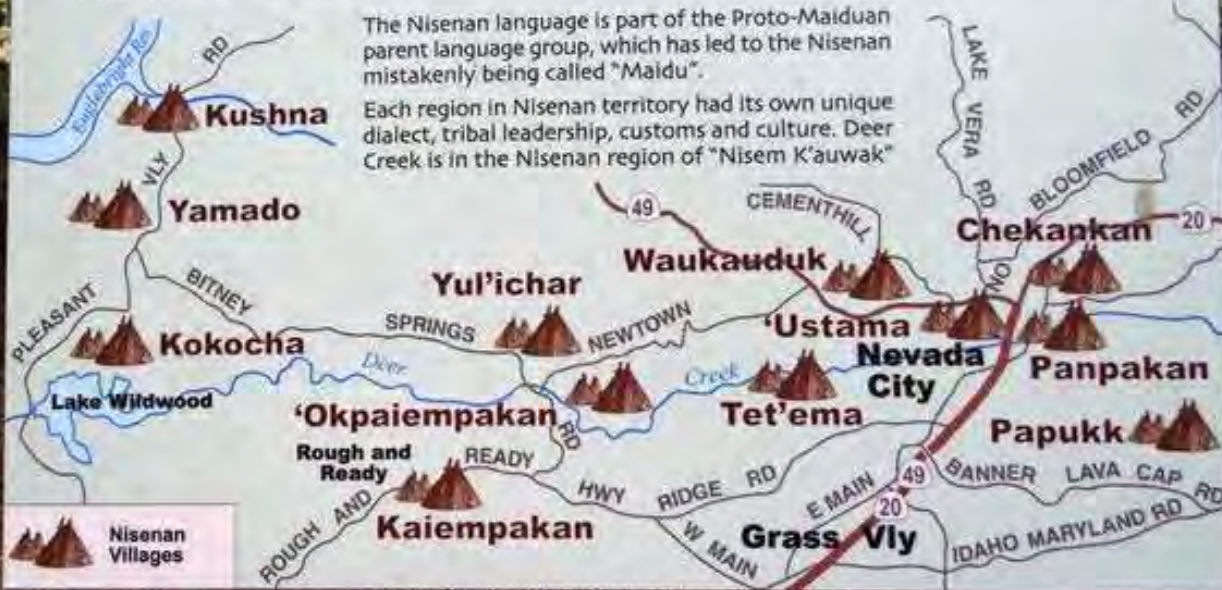 The Nisenan language is part of the Proto-Maiduan
parent language group, which has led to the Nisenan
mistakenly being called "Maidu".
Each region in Nisenan territory had its own unique
dialect, tribal leadership, customs and culture. Deer
Creek is in the Nisenan region of "Nisem K'auwak"
Englebright Res
RD
Kushna
VLY
Yamado
PLEASANT
BITNEY
Kokocha
SPRINGS
Yul'ichar
NEWTOWN
RD
49
CEMENTHILL
LAKE VERA RD
NO
BLOOMFIELD RD
Chekankan
20
Waukauduk
'Ustama
Nevada
City
Panpakan
Deer
Creek
Lake Wildwood
'Okpaiempakan
Tet'ema
Papukk
Rough and
Ready
ROUGH AND
READY
HWY
Kaiempakan
RIDGE RD
E MAIN
W MAIN
49
20
BANNER LAVA CAP RD
Grass Vly
IDAHO MARYLAND RD
Nisenan
Villages